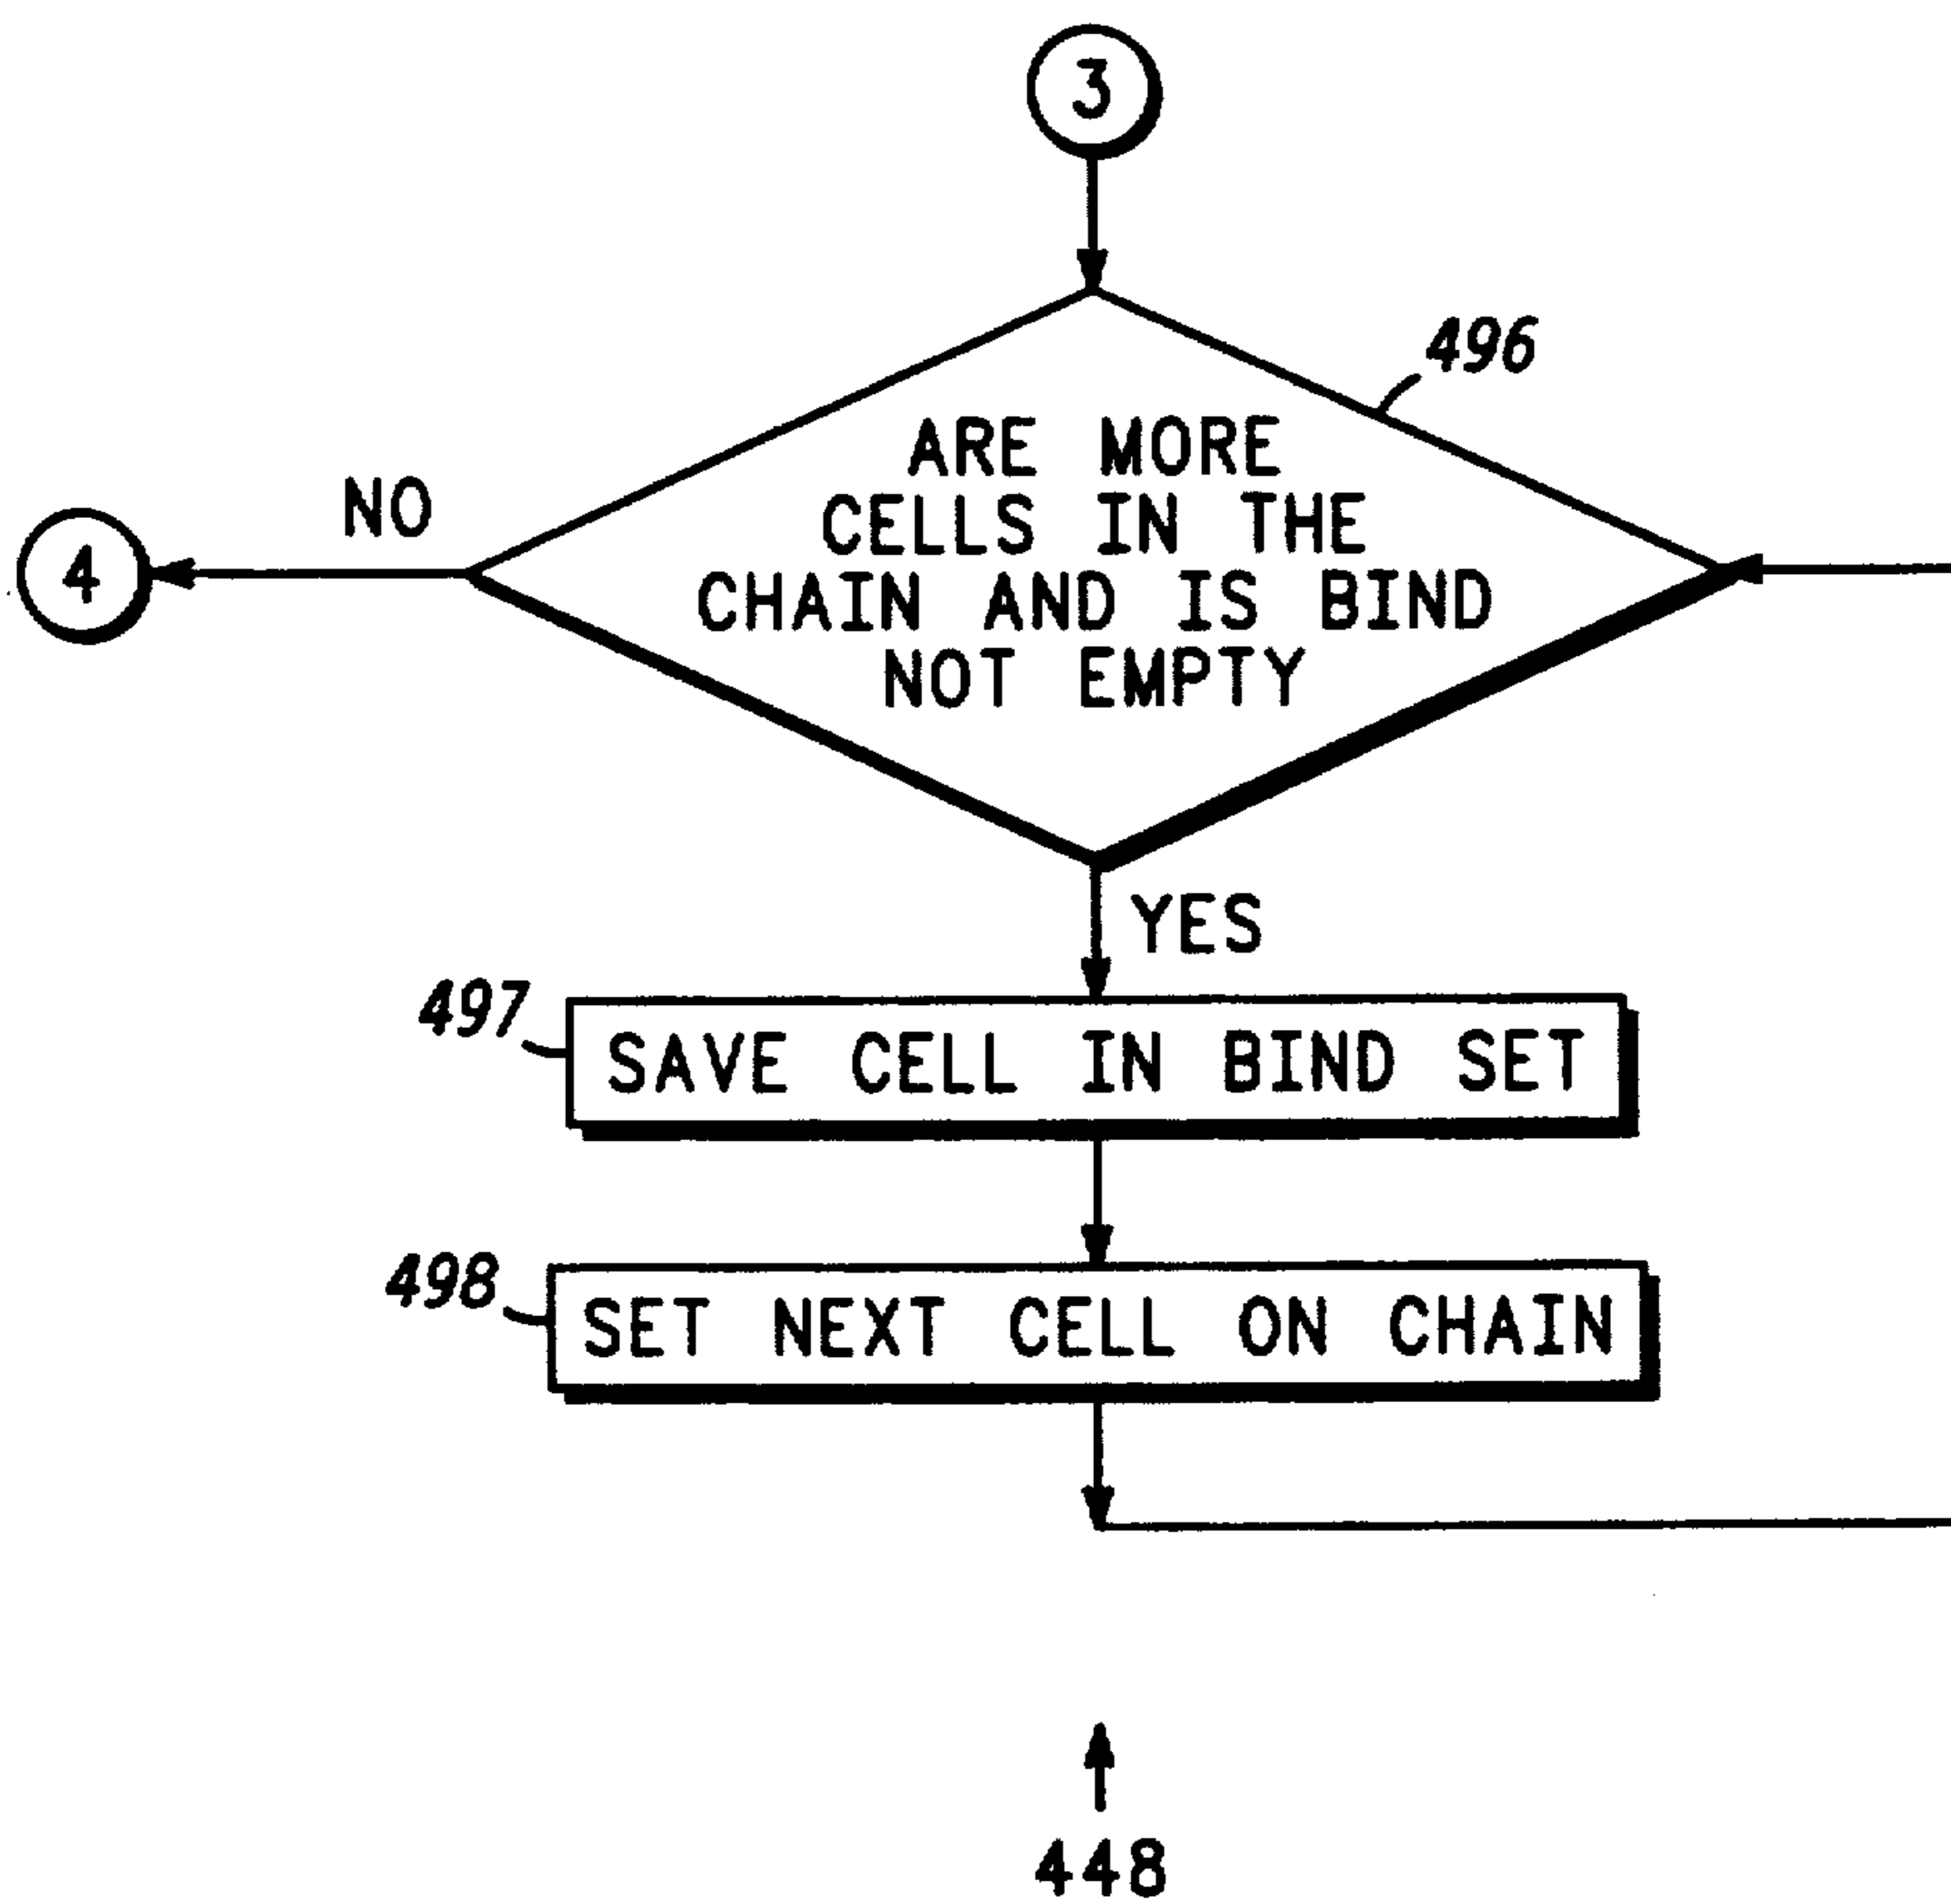 3
496
ARE MORE
CELLS IN THE
CHAIN AND IS BIND
NOT EMPTY
NO
4
YES
497
SAVE CELL IN BIND SET
498
SET NEXT CELL ON CHAIN
448